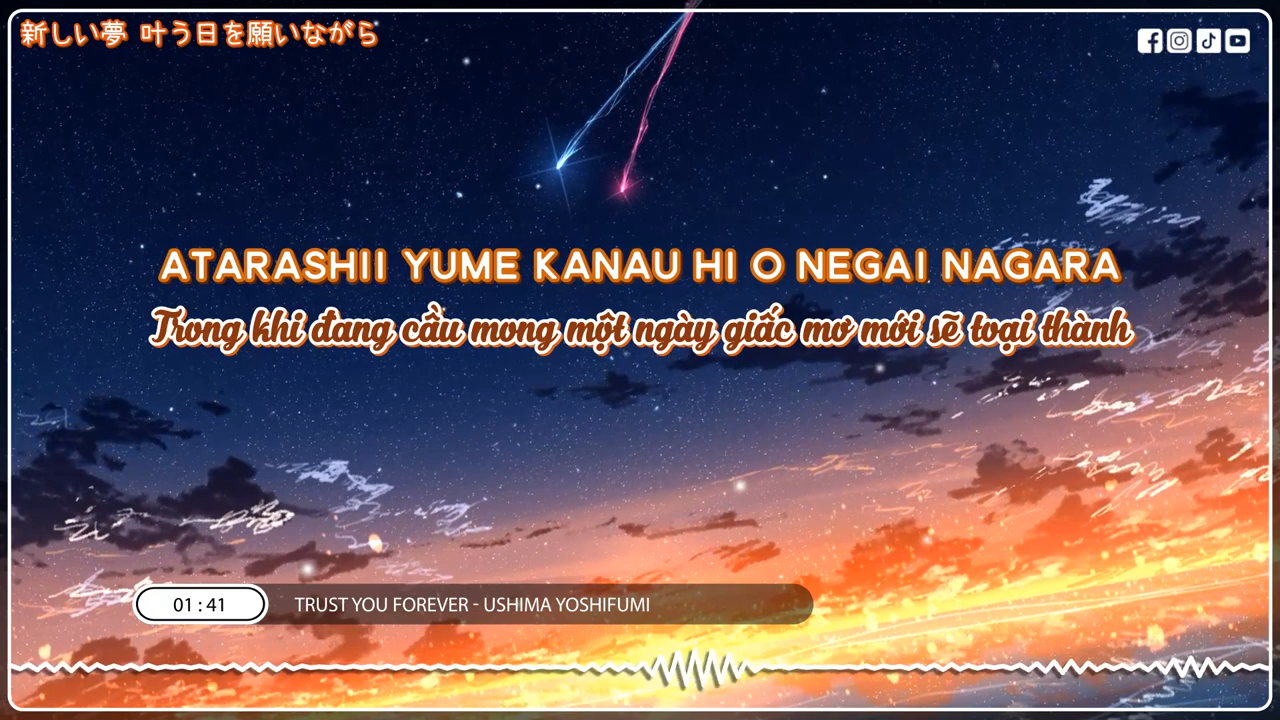 新しい夢 叶う日を願いながら
ATARASHII YUME KANAU HI O NEGAI NAGARA
Trong khi đang cầu mong một ngày giấc mơ mới sẽ toại thành
01 : 41
TRUST YOU FOREVER - USHIMA YOSHIFUMI